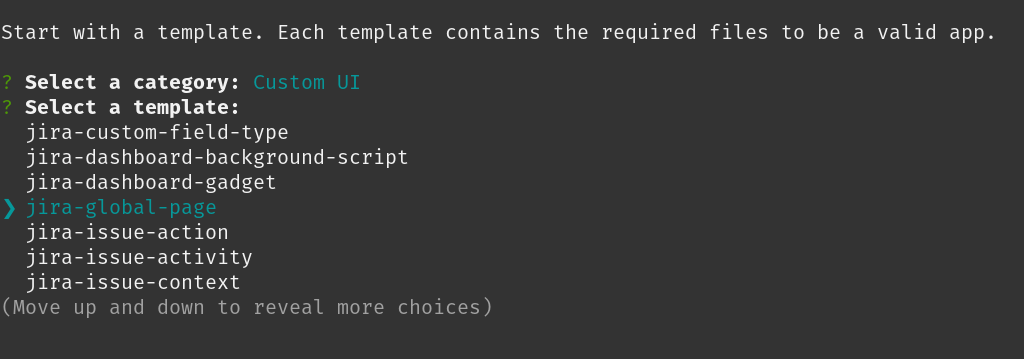 Start with a template. Each template contains the required files to be a valid app.
? Select a category: Custom UI
? Select a template:
jira-custom-field-type
jira-dashboard-background-script
jira-dashboard-gadget
❯ jira-global-page
jira-issue-action
jira-issue-activity
jira-issue-context
(Move up and down to reveal more choices)